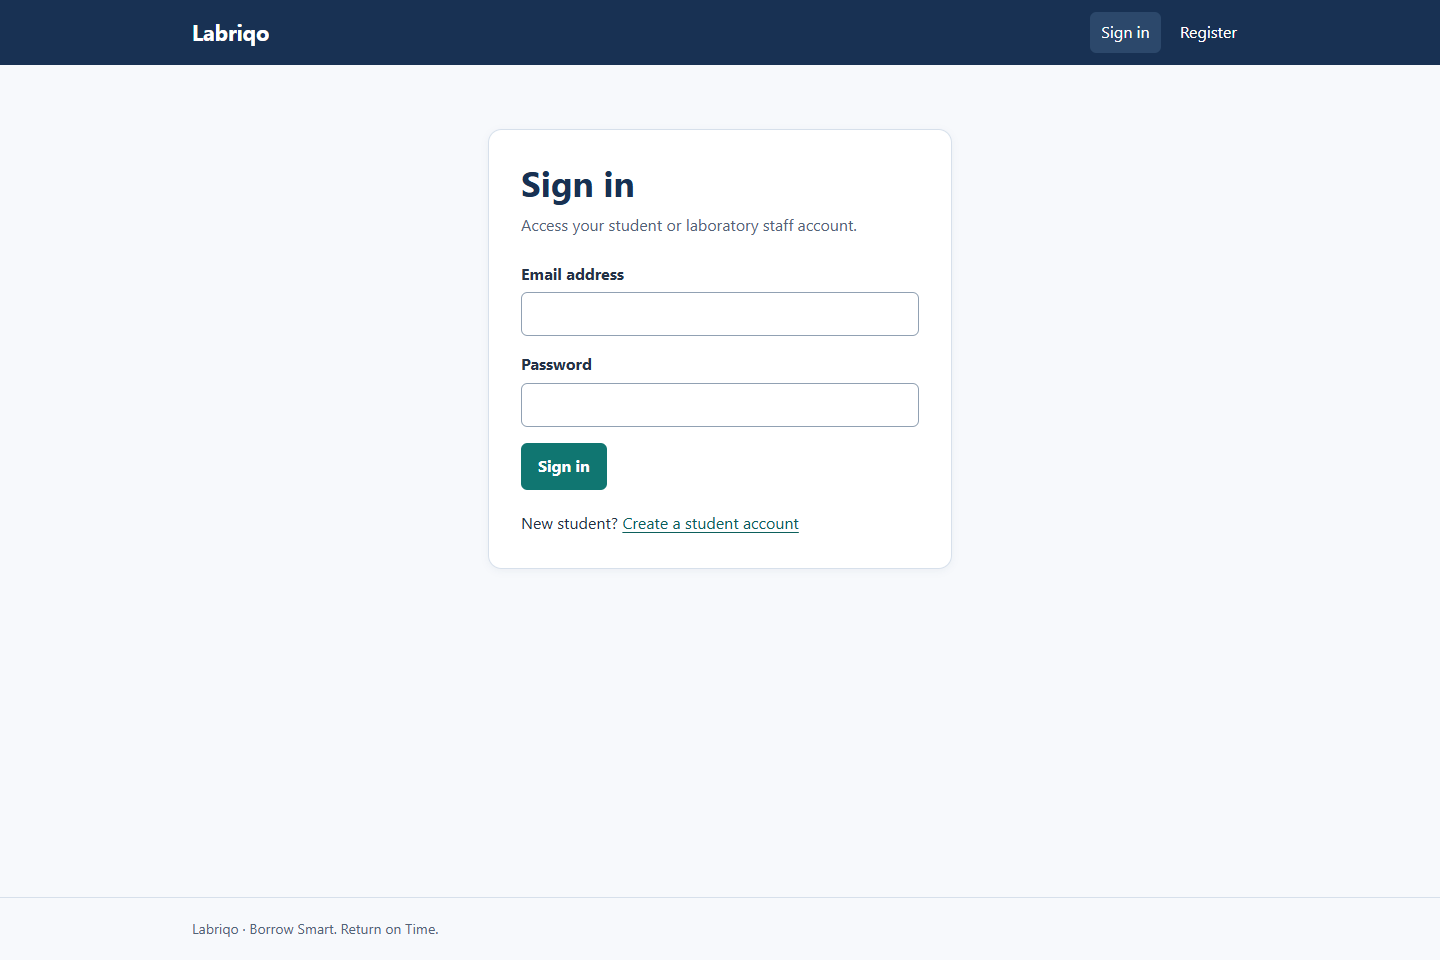 Labriqo
Sign in
Register
Sign in
Access your student or laboratory staff account.
Email address
Password
Sign in
New student? Create a student account
Labriqo · Borrow Smart. Return on Time.